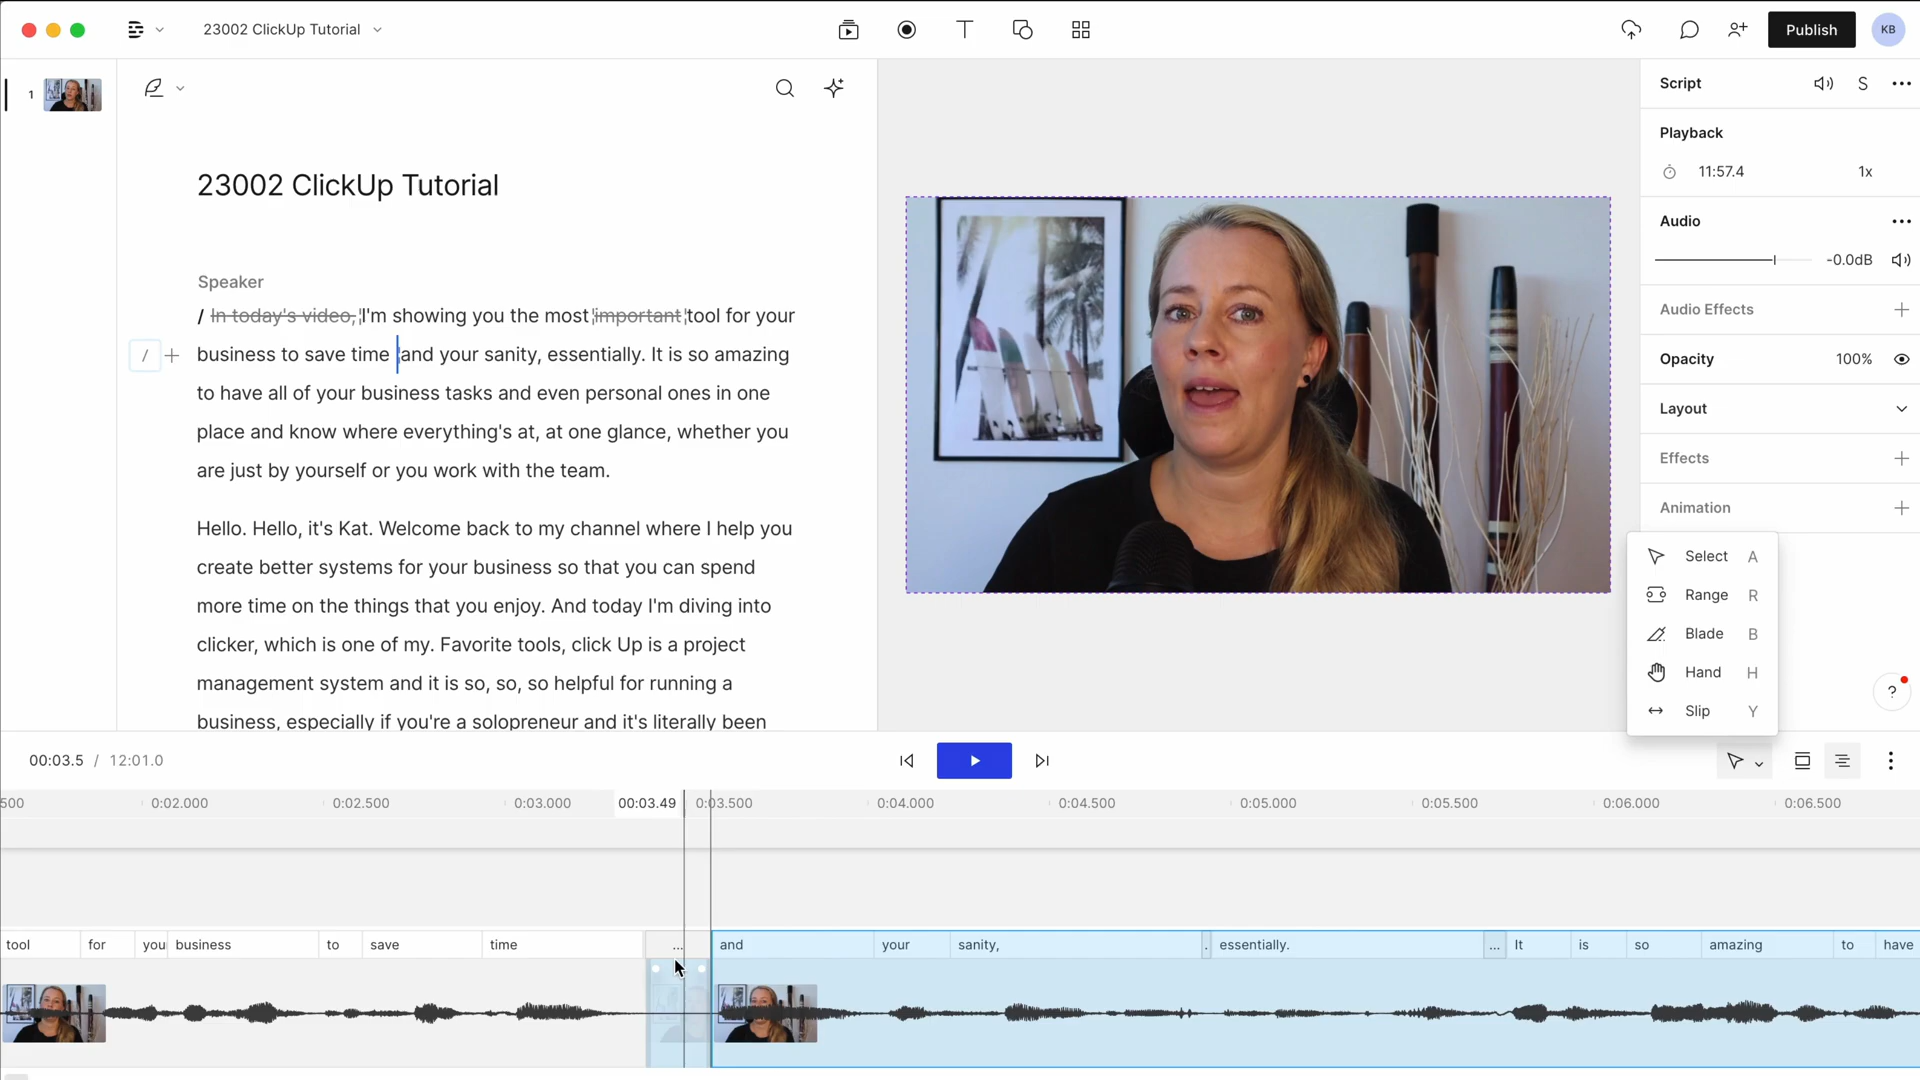 23002 ClickUp Tutorial
Publish
KB
1
Script
S
Playback
11:57.4
1x
Audio
-0.0dB
Audio Effects
Opacity
100%
Layout
Effects
Animation
23002 ClickUp Tutorial
Speaker
/ In today's video, I'm showing you the most important tool for your
/
business to save time and your sanity, essentially. It is so amazing
to have all of your business tasks and even personal ones in one
place and know where everything's at, at one glance, whether you
are just by yourself or you work with the team.
Hello. Hello, it's Kat. Welcome back to my channel where I help you
create better systems for your business so that you can spend
more time on the things that you enjoy. And today I'm diving into
clicker, which is one of my. Favorite tools, click Up is a project
management system and it is so, so, so helpful for running a
business, especially if you're a solopreneur and it's literally been
Select A
Range R
Blade B
Hand H
Slip Y
?
00:03.5 / 12:01.0
500
0:02.000
0:02.500
0:03.000
00:03.49
0:03.500
0:04.000
0:04.500
0:05.000
0:05.500
0:06.000
0:06.500
tool
for
you
business
to
save
time
...
and
your
sanity,
.
essentially.
...
It
is
so
amazing
to
have